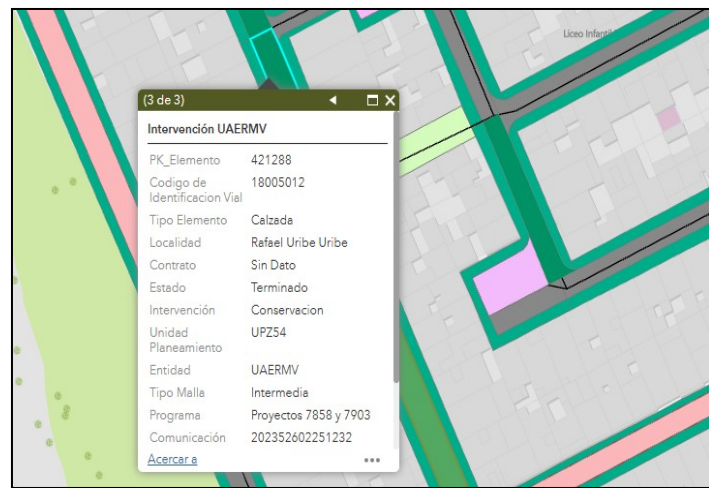 Liceo Infantil
(3 de 3)
Intervención UAERMV
PK_Elemento 421288
Codigo de Identificacion Vial 18005012
Tipo Elemento Calzada
Localidad Rafael Uribe Uribe
Contrato Sin Dato
Estado Terminado
Intervención Conservacion
Unidad Planeamiento UPZ54
Entidad UAERMV
Tipo Malla Intermedia
Programa Proyectos 7858 y 7903
Comunicación 202352602251232
Acercar a